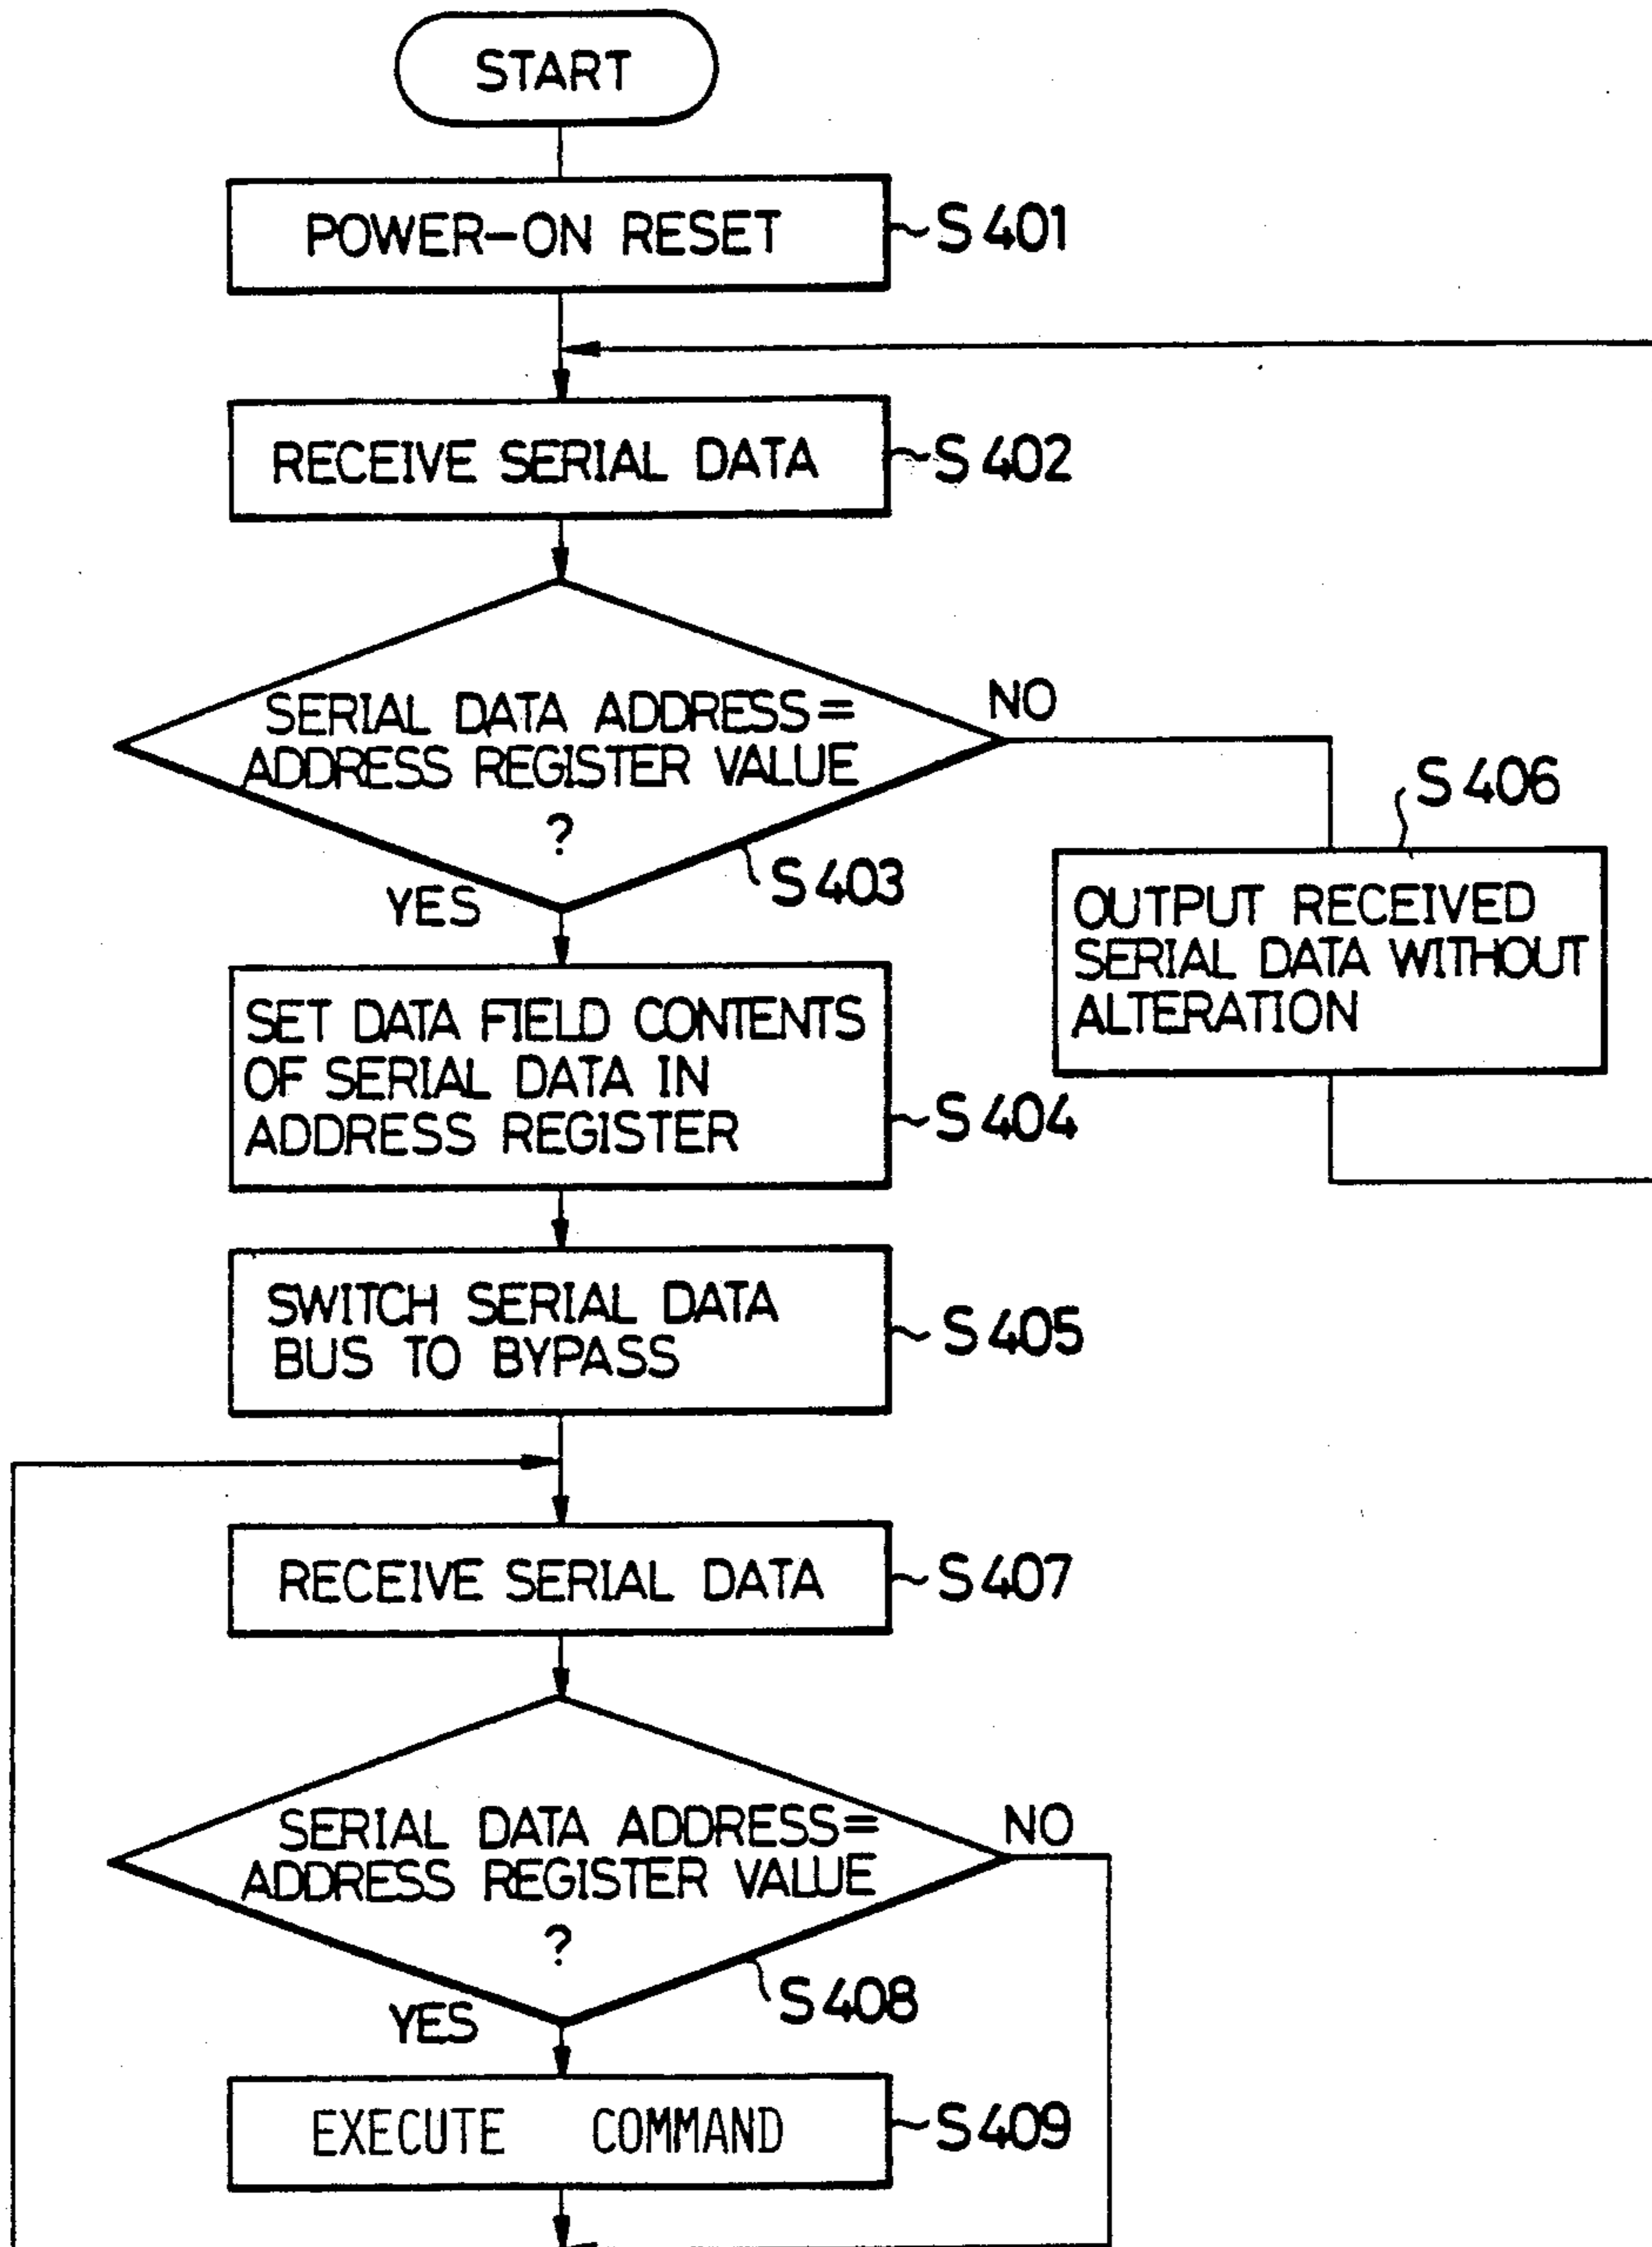 START
POWER-ON RESET
S401
RECEIVE SERIAL DATA
S402
SERIAL DATA ADDRESS=
ADDRESS REGISTER VALUE
?
NO
S403
YES
S406
OUTPUT RECEIVED
SERIAL DATA WITHOUT
ALTERATION
SET DATA FIELD CONTENTS
OF SERIAL DATA IN
ADDRESS REGISTER
S404
SWITCH SERIAL DATA
BUS TO BYPASS
S405
RECEIVE SERIAL DATA
S407
SERIAL DATA ADDRESS=
ADDRESS REGISTER VALUE
?
NO
S408
YES
EXECUTE COMMAND
S409